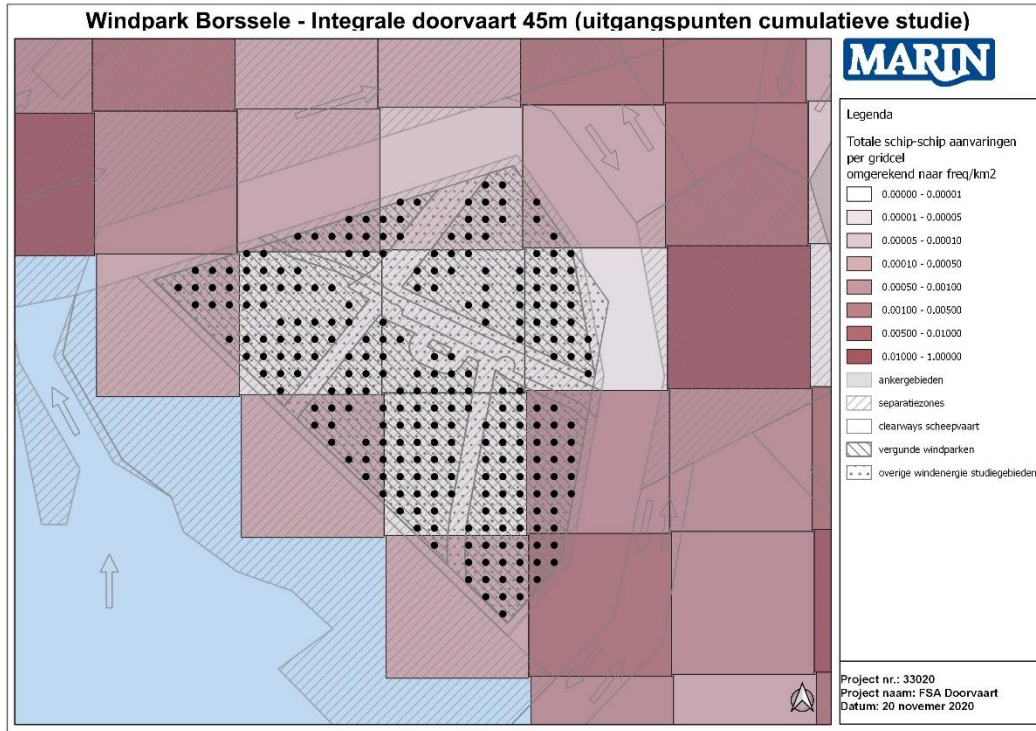 Windpark Borssele - Integrale doorvaart 45m (uitgangspunten cumulatieve studie)
MARIN
Legenda
Totale schip-schip aanvaringen
per gridcel
omgerekend naar freq/km2
0.00000 - 0.00001
0.00001 - 0.00005
0.00005 - 0.00010
0.00010 - 0.00050
0.00050 - 0.00100
0.00100 - 0.00500
0.00500 - 0.01000
0.01000 - 1.00000
ankergebieden
separatiezones
clearways scheepvaart
vergunde windparken
overige windenergie studiegebieden
Project nr.: 33020
Project naam: FSA Doorvaart
Datum: 20 novemer 2020